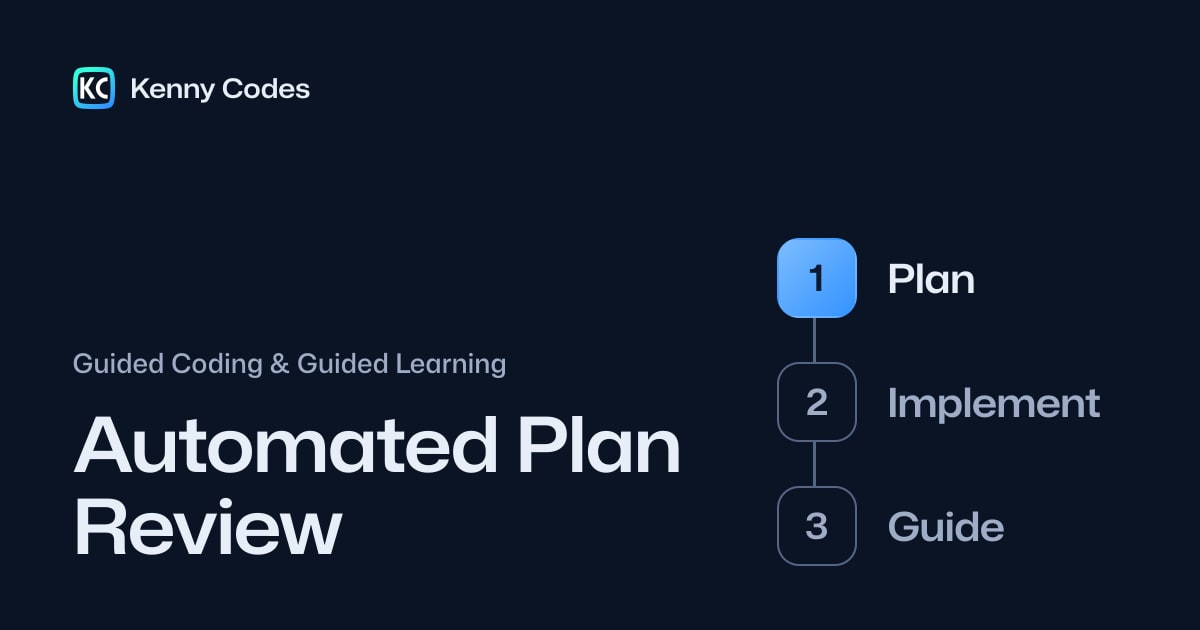 KC Kenny Codes
Guided Coding & Guided Learning
Automated Plan
Review
1 Plan
2 Implement
3 Guide